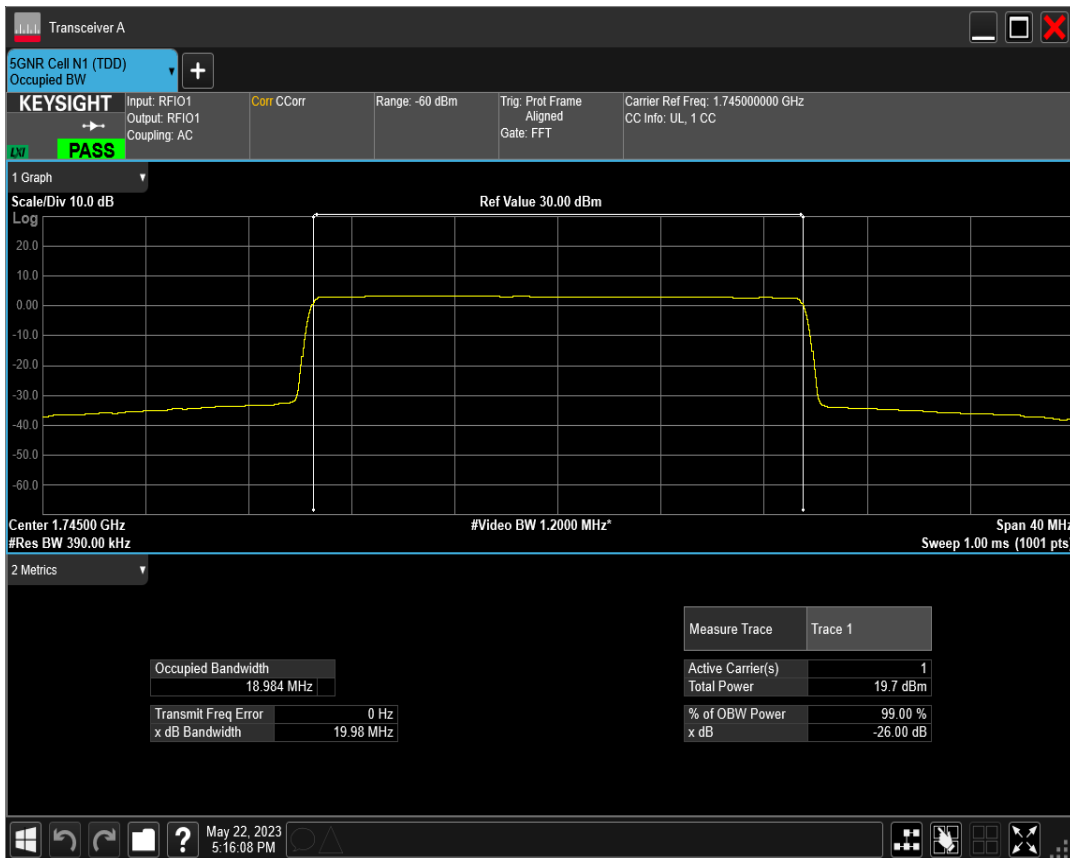 Transceiver A
5GNR Cell N1 (TDD)
Occupied BW
+
KEYSIGHT
LXI
PASS
Input: RFIO1
Output: RFIO1
Coupling: AC
Corr CCorr
Range: -60 dBm
Trig: Prot Frame
Aligned
Gate: FFT
Carrier Ref Freq: 1.745000000 GHz
CC Info: UL, 1 CC
1 Graph
Scale/Div 10.0 dB
Ref Value 30.00 dBm
Log
20.0
10.0
0.00
-10.0
-20.0
-30.0
-40.0
-50.0
-60.0
Center 1.74500 GHz
#Video BW 1.2000 MHz*
Span 40 MHz
#Res BW 390.00 kHz
Sweep 1.00 ms (1001 pts)
2 Metrics
Measure Trace Trace 1
Occupied Bandwidth
18.984 MHz
Active Carrier(s) 1
Total Power 19.7 dBm
Transmit Freq Error 0 Hz
x dB Bandwidth 19.98 MHz
% of OBW Power 99.00 %
x dB -26.00 dB
?
May 22, 2023
5:16:08 PM